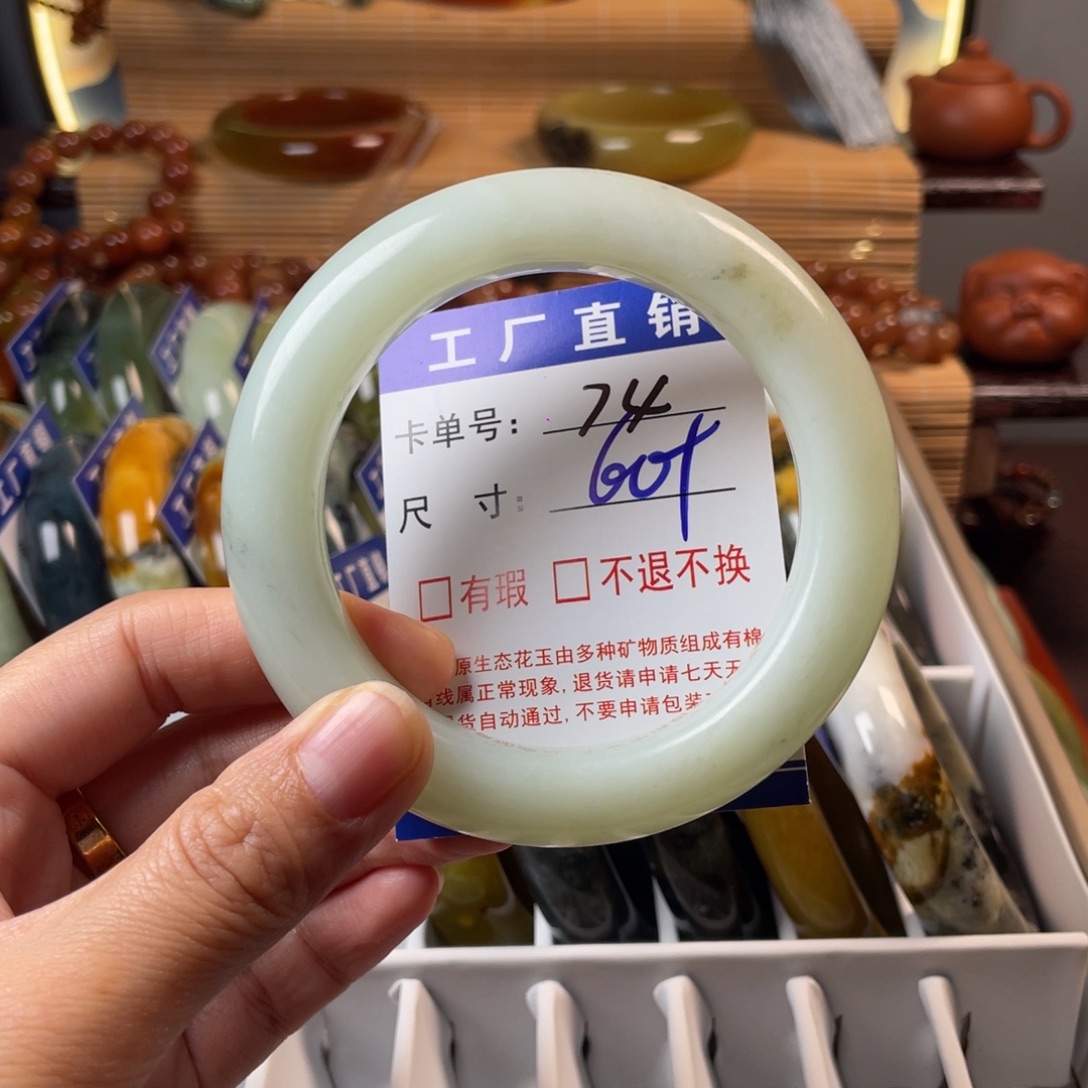 工厂直销
卡单号: 74
尺 寸: 60+
□有瑕 □不退不换
原生态花玉由多种矿物质组成有棉
线属正常现象, 退货请申请七天无
货自动通过, 不要申请包装